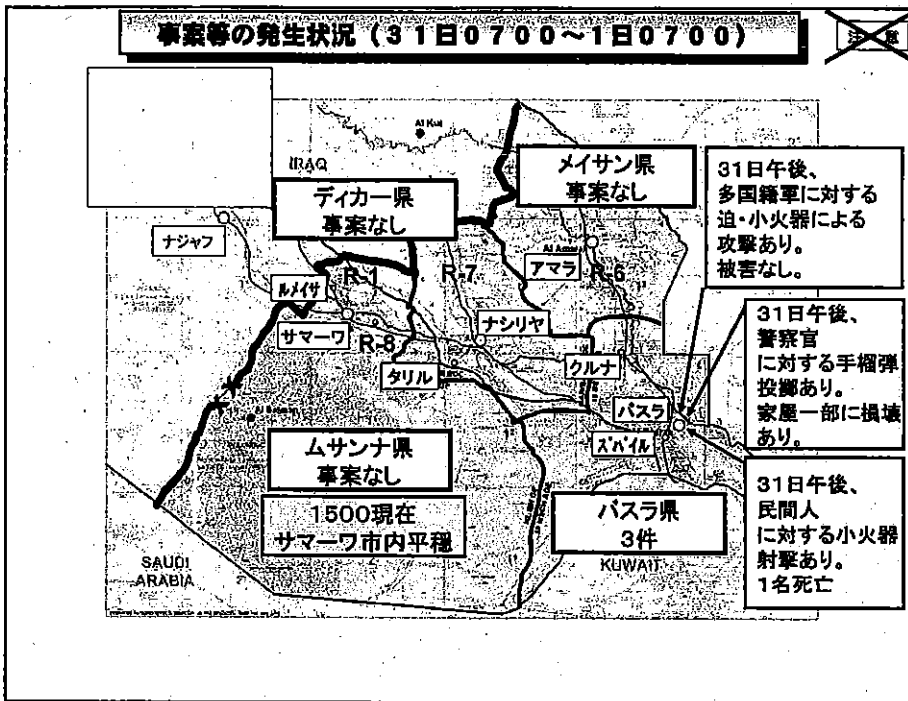 事案等の発生状況（31日0700～1日0700）
注　意
Al Kut
IRAQ
メイサン県
事案なし
ディカー県
事案なし
31日午後、
多国籍軍に対する
迫・小火器による
攻撃あり。
被害なし。
ナジャフ
アマラ
R-6
R-7
R-1
ルメイサ
サマーワ
R-8
ナシリヤ
タリル
クルナ
31日午後、
警察官
に対する手榴弾
投擲あり。
家屋一部に損壊
あり。
バスラ
ズバイル
ムサンナ県
事案なし
1500現在
サマーワ市内平穏
バスラ県
3件
31日午後、
民間人
に対する小火器
射撃あり。
1名死亡
SAUDI
ARABIA
KUWAIT